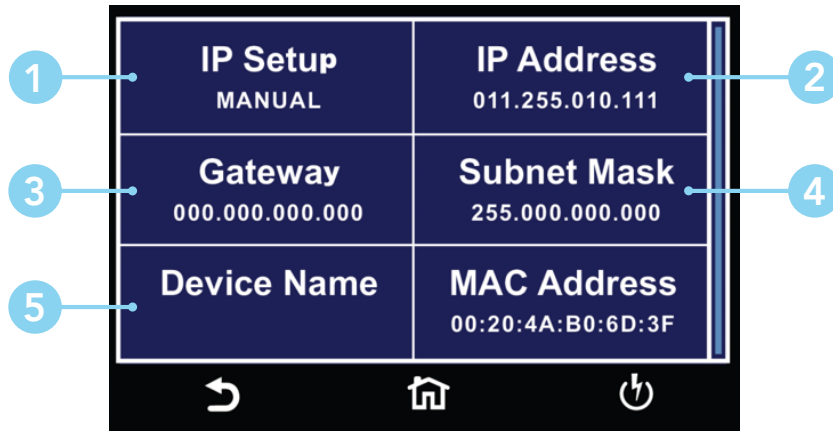 1
IP Setup
MANUAL
IP Address
011.255.010.111
2
3
Gateway
000.000.000.000
Subnet Mask
255.000.000.000
4
5
Device Name
MAC Address
00:20:4A:B0:6D:3F